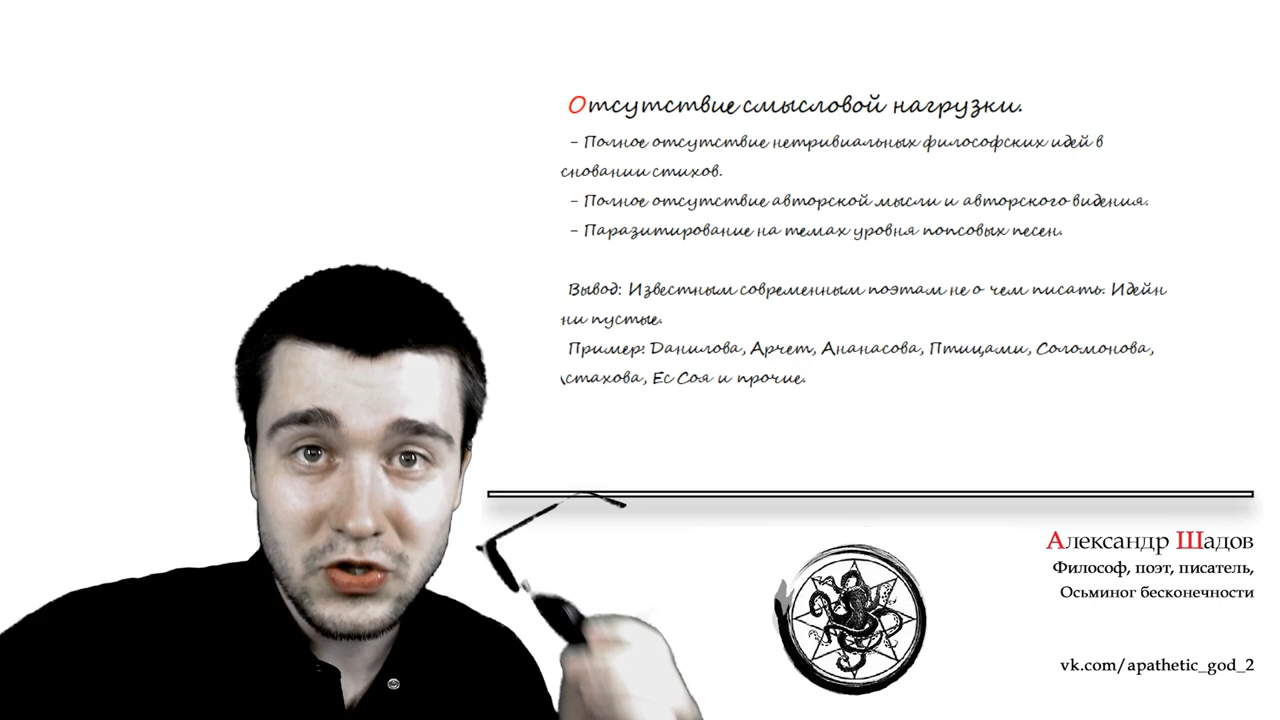 Отсутствие смысловой нагрузки.
– Полное отсутствие нетривиальных философских идей в
сновании стихов.
– Полное отсутствие авторской мысли и авторского видения.
– Паразитирование на темах уровня попсовых песен.
Вывод: Известным современным поэтам не о чем писать. Идейн
ни пустые.
Пример: Данилова, Арчет, Ананасова, Птицами, Соломонова,
стахова, Ес Соя и прочие.
Александр Шадов
Философ, поэт, писатель,
Осьминог бесконечности
vk.com/apathetic_god_2